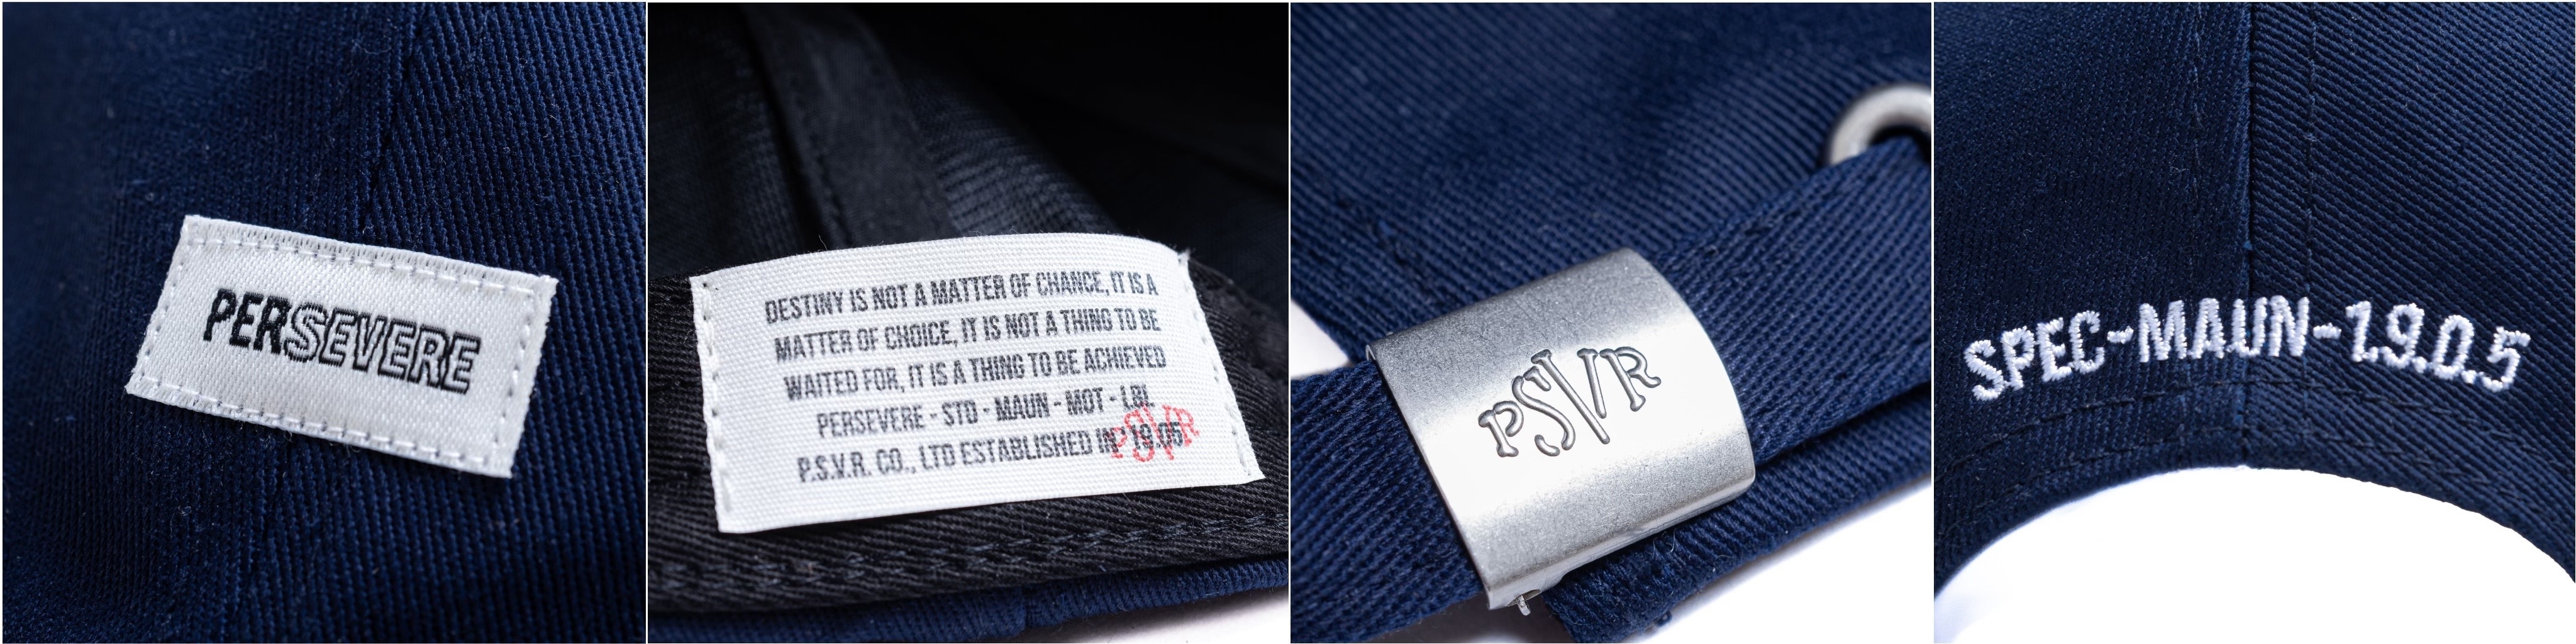 PERSEVERE
DESTINY IS NOT A MATTER OF CHANCE, IT IS A
MATTER OF CHOICE, IT IS NOT A THING TO BE
WAITED FOR, IT IS A THING TO BE ACHIEVED
PERSEVERE - STD - MAUN - MOT - LBL
P.S.V.R. CO., LTD ESTABLISHED IN 19.05
PSVR
PSVR
SPEC-MAUN-1.9.0.5